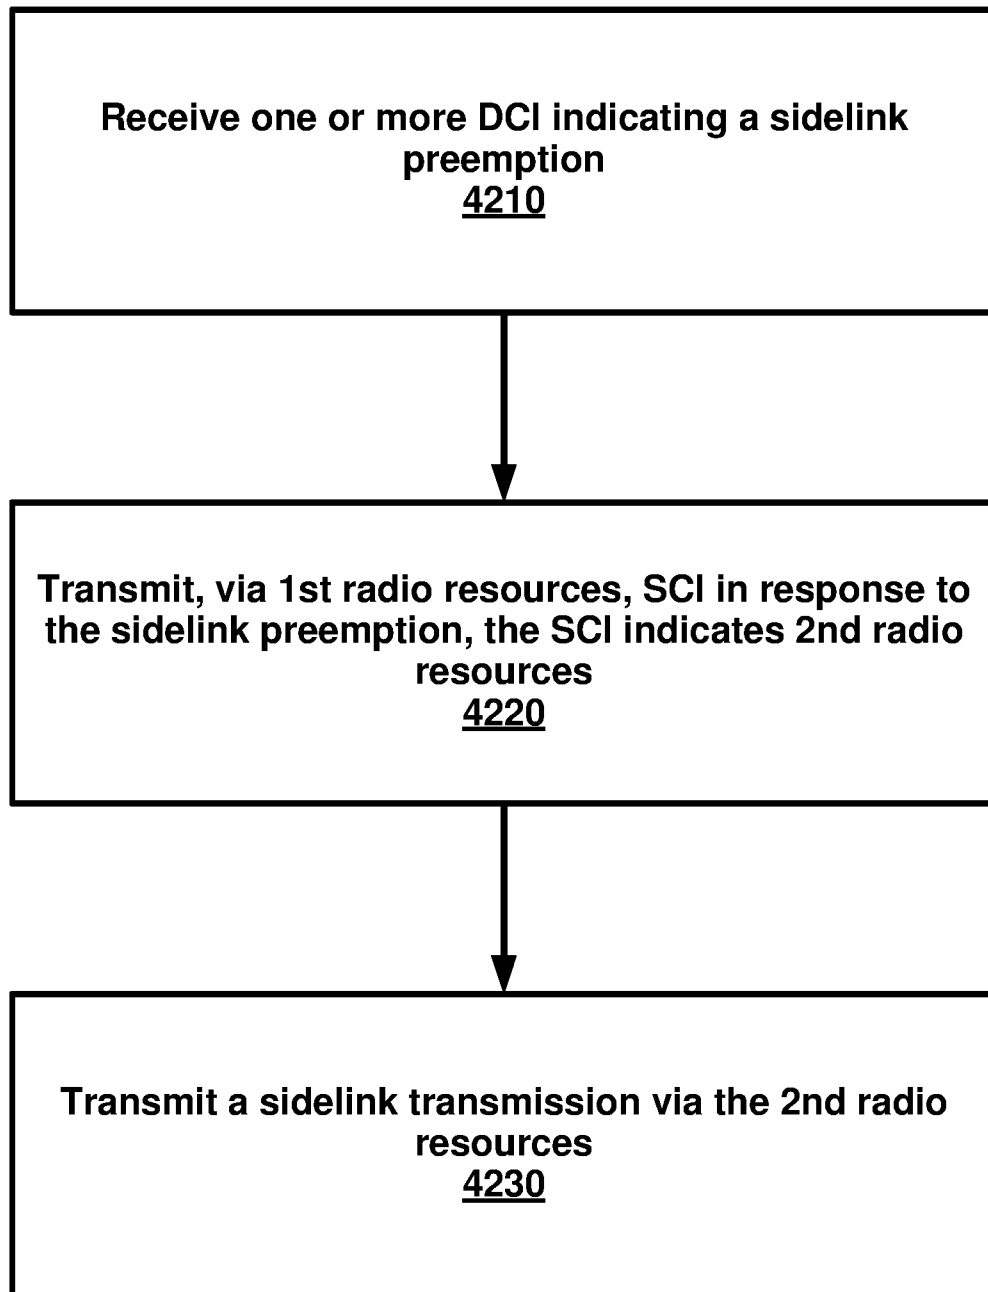 Receive one or more DCI indicating a sidelink
preemption
4210
Transmit, via 1st radio resources, SCI in response to
the sidelink preemption, the SCI indicates 2nd radio
resources
4220
Transmit a sidelink transmission via the 2nd radio
resources
4230